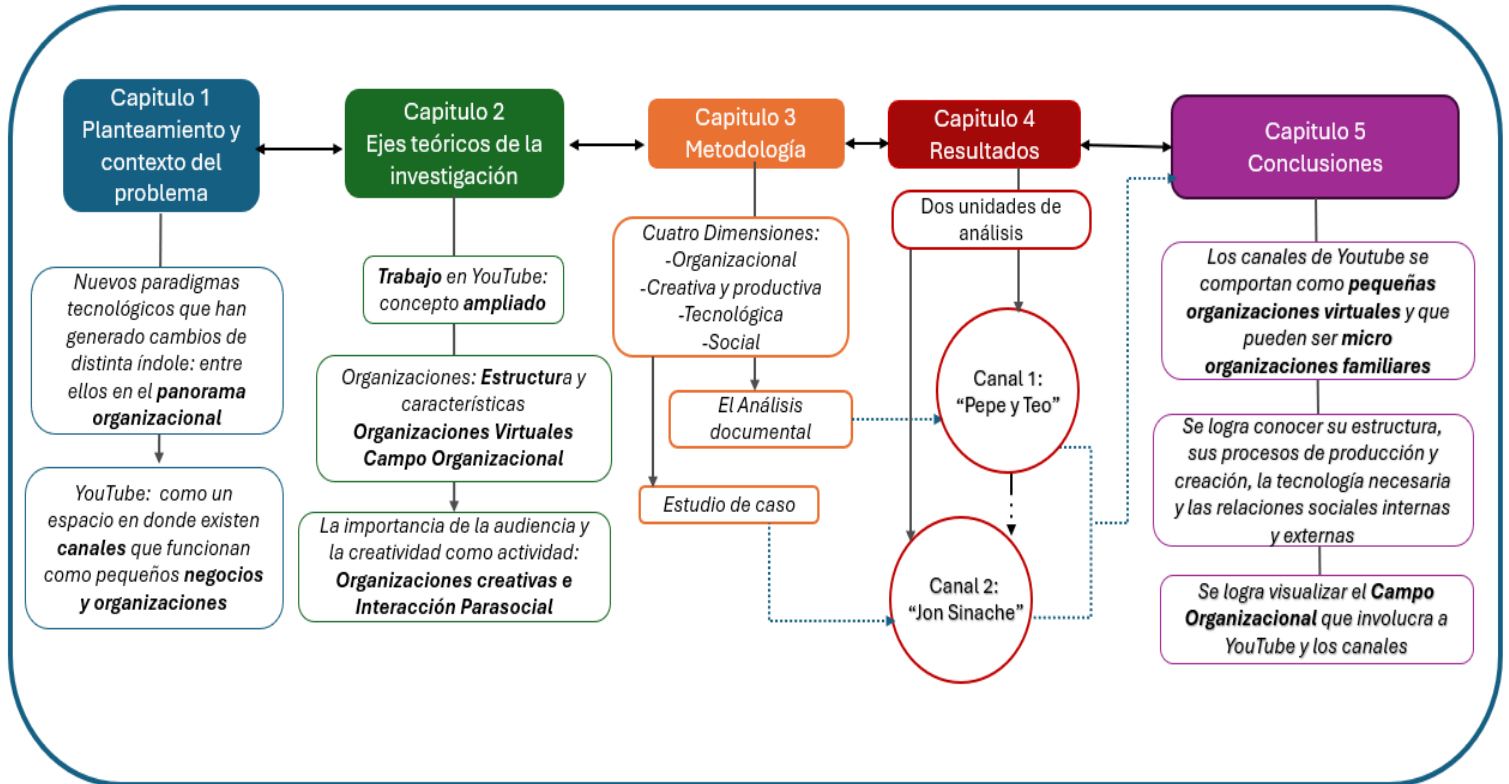 Capitulo 1
Planteamiento y
contexto del
problema
Nuevos paradigmas
tecnológicos que han
generado cambios de
distinta índole: entre
ellos en el panorama
organizacional
YouTube: como un
espacio en donde existen
canales que funcionan
como pequeños negocios
y organizaciones
Capitulo 2
Ejes teóricos de la
investigación
Trabajo en YouTube:
concepto ampliado
Organizaciones: Estructura y
características
Organizaciones Virtuales
Campo Organizacional
La importancia de la audiencia y
la creatividad como actividad:
Organizaciones creativas e
Interacción Parasocial
Capitulo 3
Metodología
Cuatro Dimensiones:
-Organizacional
-Creativa y productiva
-Tecnológica
-Social
El Análisis
documental
Estudio de caso
Capitulo 4
Resultados
Dos unidades de
análisis
Canal 1:
“Pepe y Teo”
Canal 2:
“Jon Sinache”
Capitulo 5
Conclusiones
Los canales de Youtube se
comportan como pequeñas
organizaciones virtuales y que
pueden ser micro
organizaciones familiares
Se logra conocer su estructura,
sus procesos de producción y
creación, la tecnología necesaria
y las relaciones sociales internas
y externas
Se logra visualizar el Campo
Organizacional que involucra a
YouTube y los canales